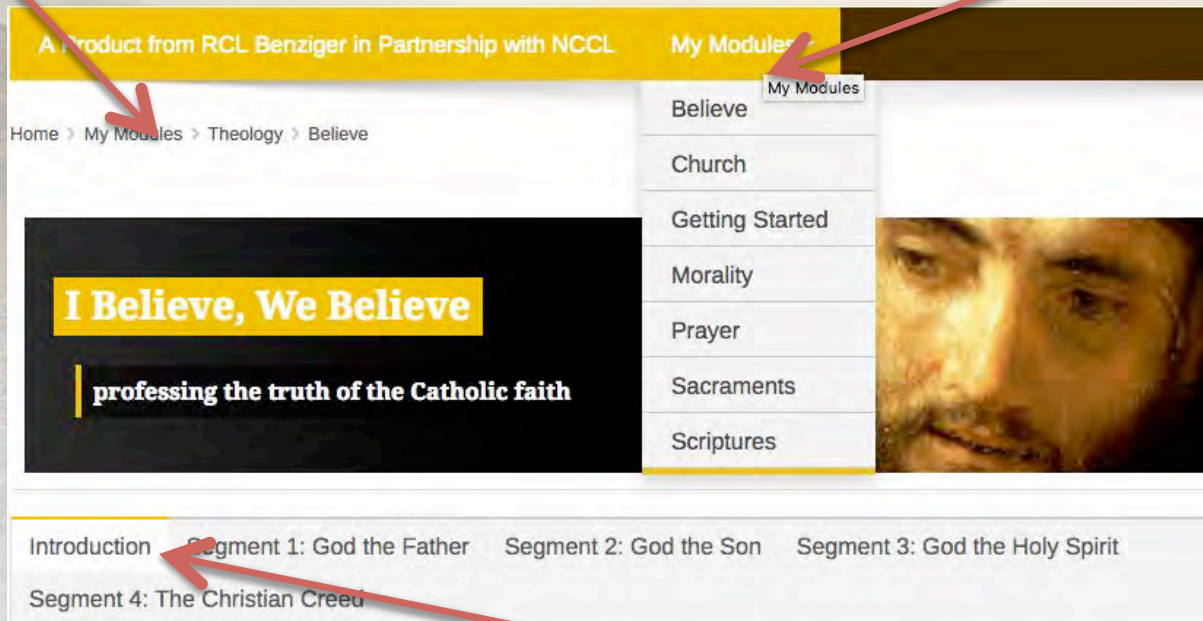 A Product from RCL Benziger in Partnership with NCCL My Modules
My Modules
Home > My Modules > Theology > Believe
Believe
Church
Getting Started
Morality
Prayer
Sacraments
Scriptures
I Believe, We Believe
professing the truth of the Catholic faith
Introduction Segment 1: God the Father Segment 2: God the Son Segment 3: God the Holy Spirit
Segment 4: The Christian Creed